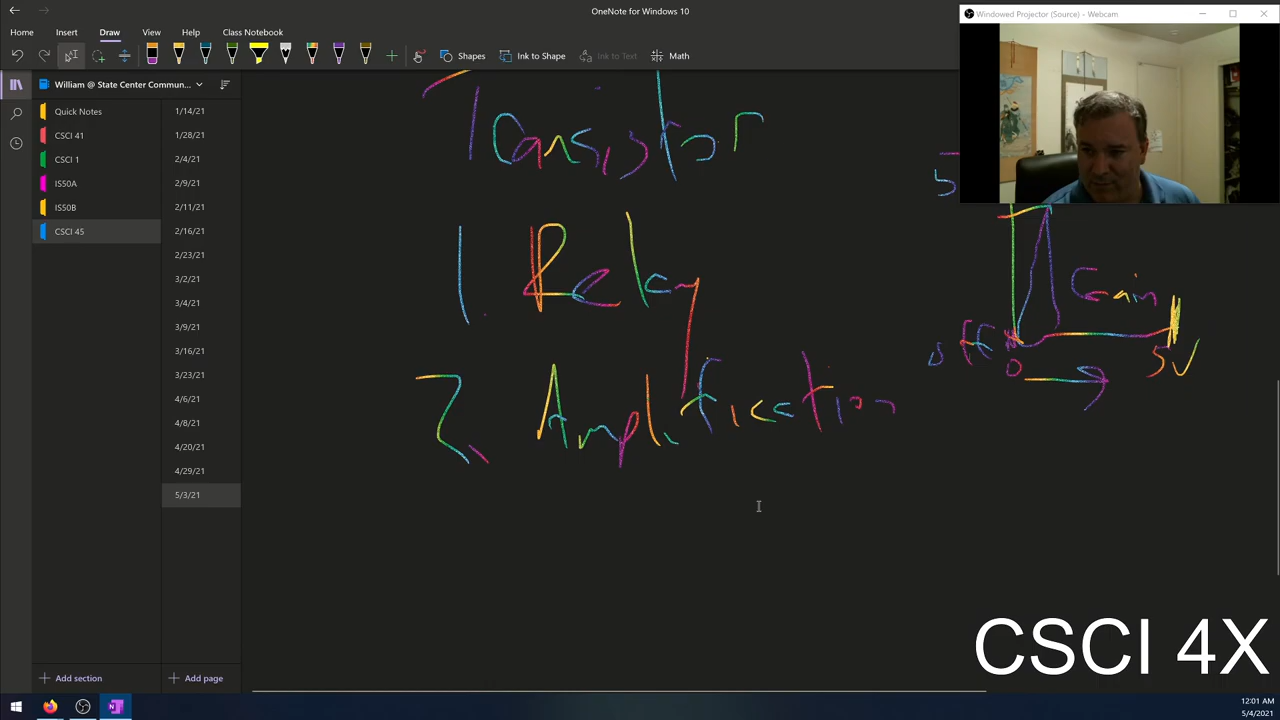 OneNote for Windows 10
Windowed Projector (Source) - Webcam
ome Insert Draw View Help Class Notebook
Shapes Ink to Shape Ink to Text Math
William @ State Center Commun...
Quick Notes
CSCI 41
CSCI 1
IS50A
IS50B
CSCI 45
1/14/21
1/28/21
2/4/21
2/9/21
2/11/21
2/16/21
2/23/21
3/2/21
3/4/21
3/9/21
3/16/21
3/23/21
4/6/21
4/8/21
4/20/21
4/29/21
5/3/21
Transistor
1. Relay
2. Amplification
5
Gain
off
0
5V
CSCI 4X
Add section
Add page
12:01 AM
5/4/2021